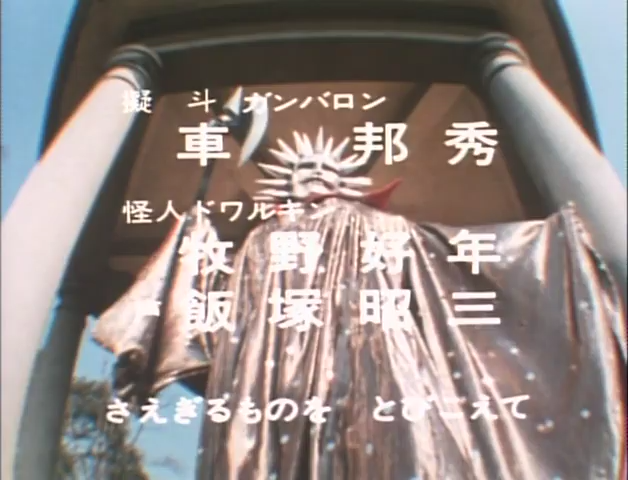 擬 斗 ガンバロン
車 邦 秀
怪人ドワルキン
牧 野 好 年
声 飯 塚 昭 三
さえぎるものを とびこえて